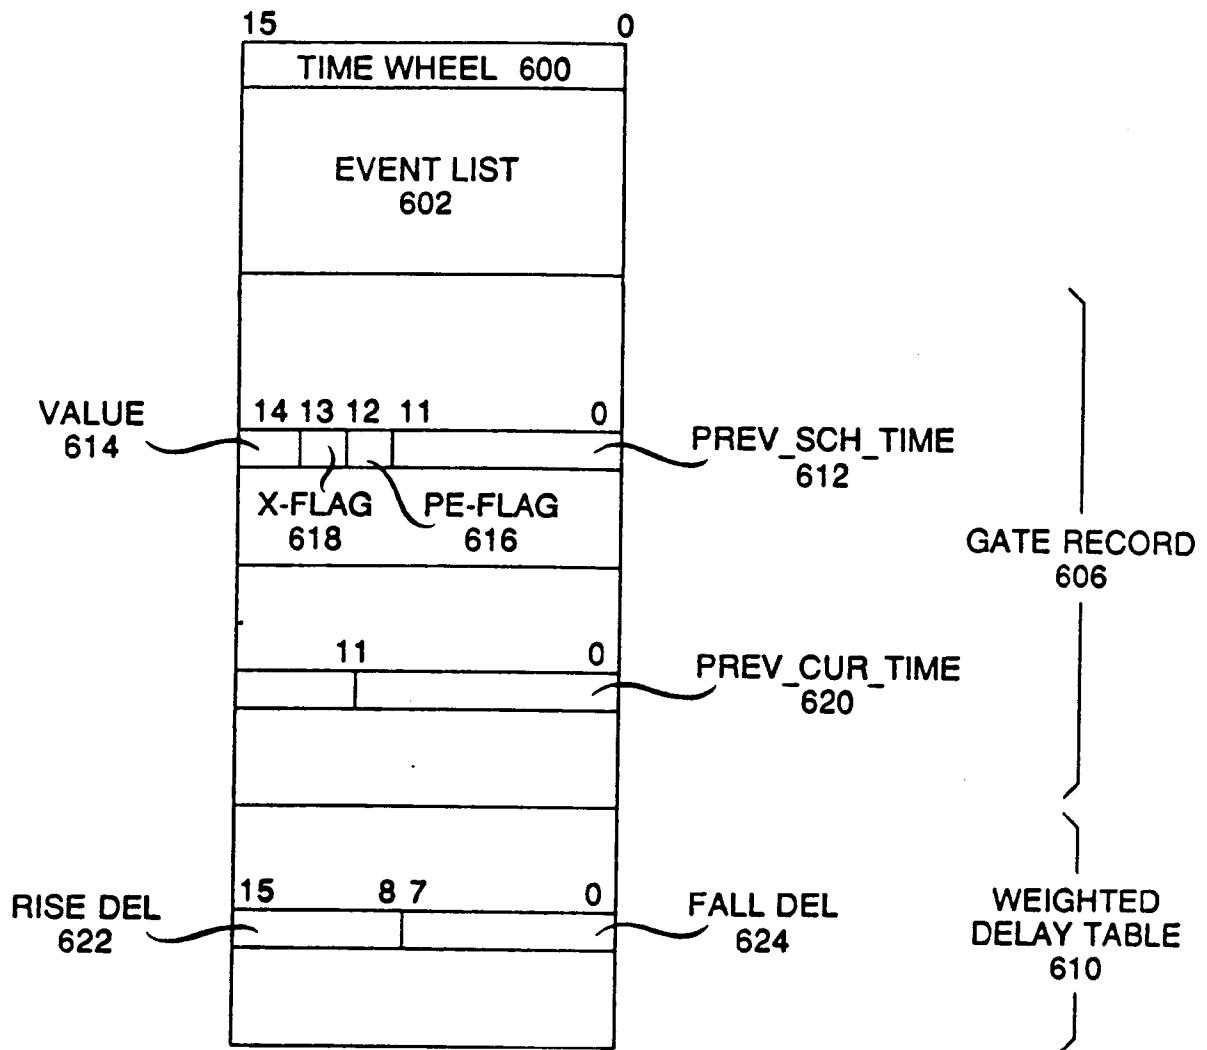 15 0
TIME WHEEL 600
EVENT LIST
602
14 13 12 11 0
VALUE
614
PREV_SCH_TIME
612
X-FLAG
618
PE-FLAG
616
GATE RECORD
606
11 0
PREV_CUR_TIME
620
15 8 7 0
RISE DEL
622
FALL DEL
624
WEIGHTED
DELAY TABLE
610